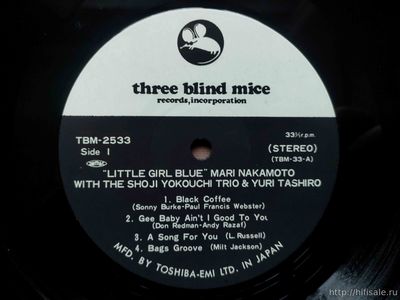 three blind mice
records,incorporation
TBM-2533
Side 1
33⅓r.p.m.
(STEREO)
(TBM-33-A)
"LITTLE GIRL BLUE" MARI NAKAMOTO
WITH THE SHOJI YOKOUCHI TRIO & YURI TASHIRO
1. Black Coffee
(Sonny Burke-Paul Francis Webster)
2. Gee Baby Ain't I Good To You
(Don Redman-Andy Razaf)
3. A Song For You (L. Russell)
4. Bags Groove (Milt Jackson)
MFD. BY TOSHIBA-EMI LTD. IN JAPAN
https://hifisale.ru